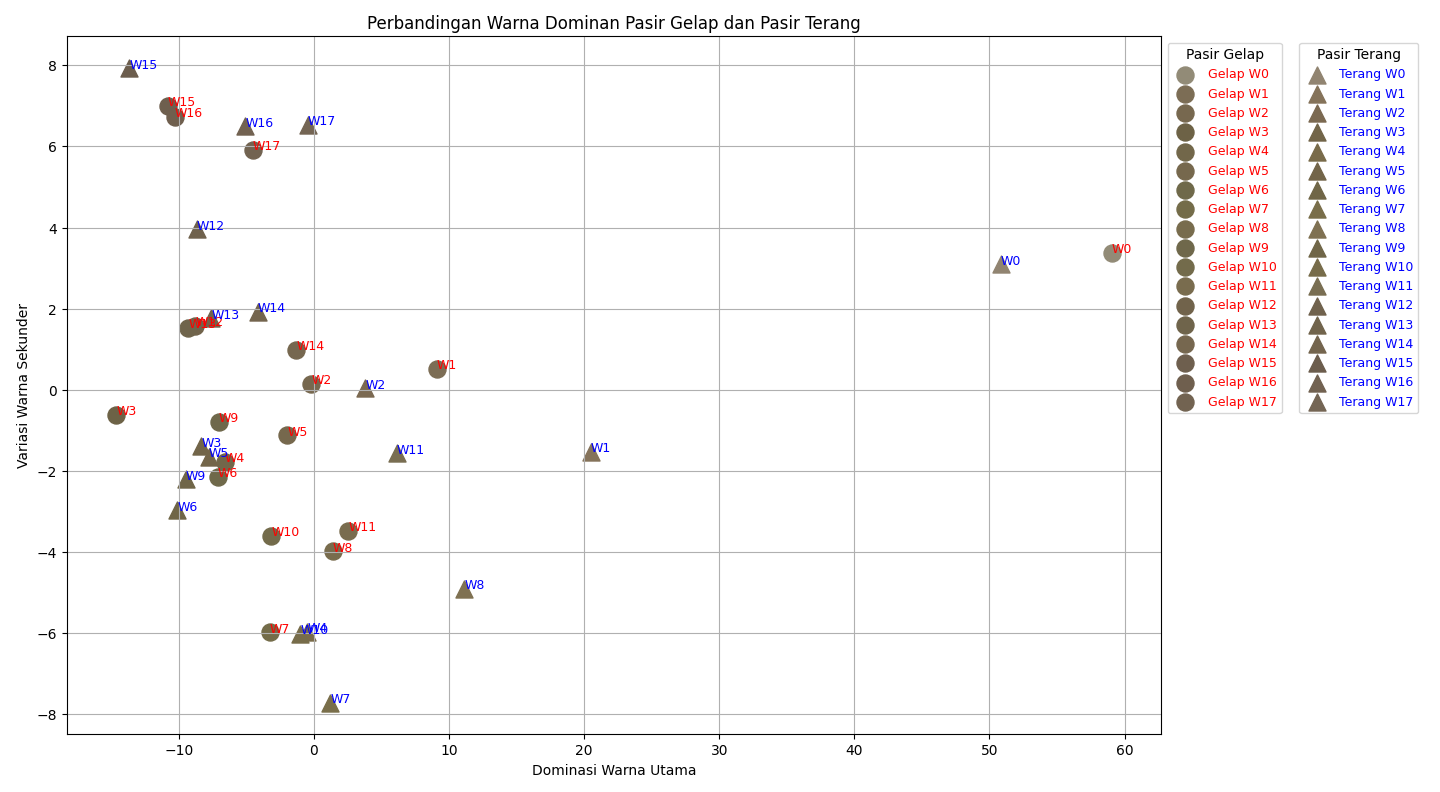 Perbandingan Warna Dominan Pasir Gelap dan Pasir Terang
Variasi Warna Sekunder
8
6
4
2
0
−2
−4
−6
−8
−10
0
10
20
30
40
50
60
Dominasi Warna Utama
W15
W15
W16
W16
W17
W17
W12
W0
W0
W13
W14
W14
W1
W2
W2
W3
W9
W5
W3
W5
W4
W11
W1
W9
W6
W6
W10
W11
W8
W8
W7
W4
W10
W7
Pasir Gelap
Gelap W0
Gelap W1
Gelap W2
Gelap W3
Gelap W4
Gelap W5
Gelap W6
Gelap W7
Gelap W8
Gelap W9
Gelap W10
Gelap W11
Gelap W12
Gelap W13
Gelap W14
Gelap W15
Gelap W16
Gelap W17
Pasir Terang
Terang W0
Terang W1
Terang W2
Terang W3
Terang W4
Terang W5
Terang W6
Terang W7
Terang W8
Terang W9
Terang W10
Terang W11
Terang W12
Terang W13
Terang W14
Terang W15
Terang W16
Terang W17